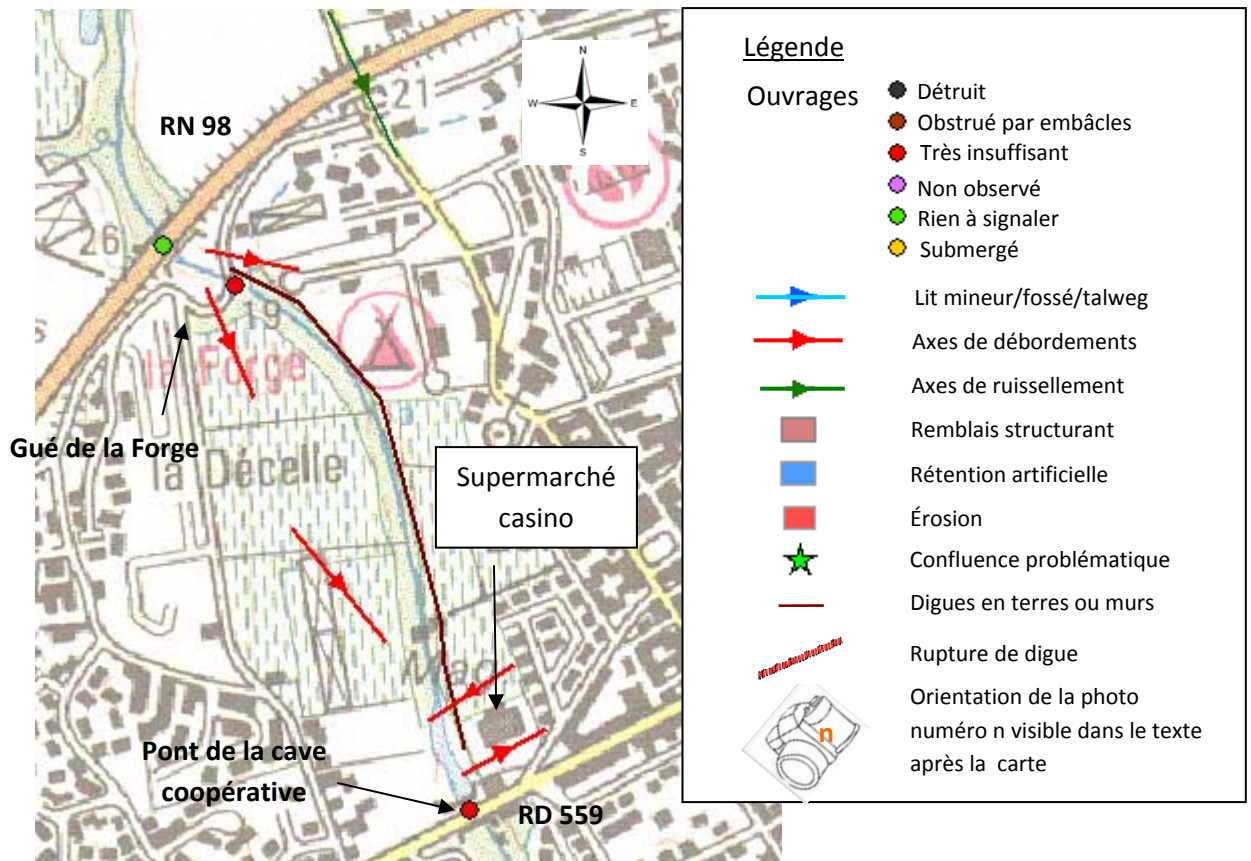 RN 98
N
W
E
S
21
26
19
la Forge
Gué de la Forge
la Décelle
Supermarché
casino
Pont de la cave
coopérative
RD 559
Légende
Ouvrages
Détruit
Obstrué par embâcles
Très insuffisant
Non observé
Rien à signaler
Submergé
Lit mineur/fossé/talweg
Axes de débordements
Axes de ruissellement
Remblais structurant
Rétention artificielle
Érosion
Confluence problématique
Digues en terres ou murs
Rupture de digue
n
Orientation de la photo
numéro n visible dans le texte
après la  carte